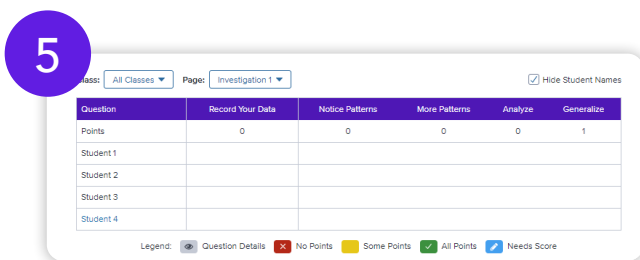 5
Class: All Classes Page: Investigation 1 Hide Student Names
Question Record Your Data Notice Patterns More Patterns Analyze Generalize
Points 0 0 0 0 1
Student 1
Student 2
Student 3
Student 4
Legend: Question Details No Points Some Points All Points Needs Score